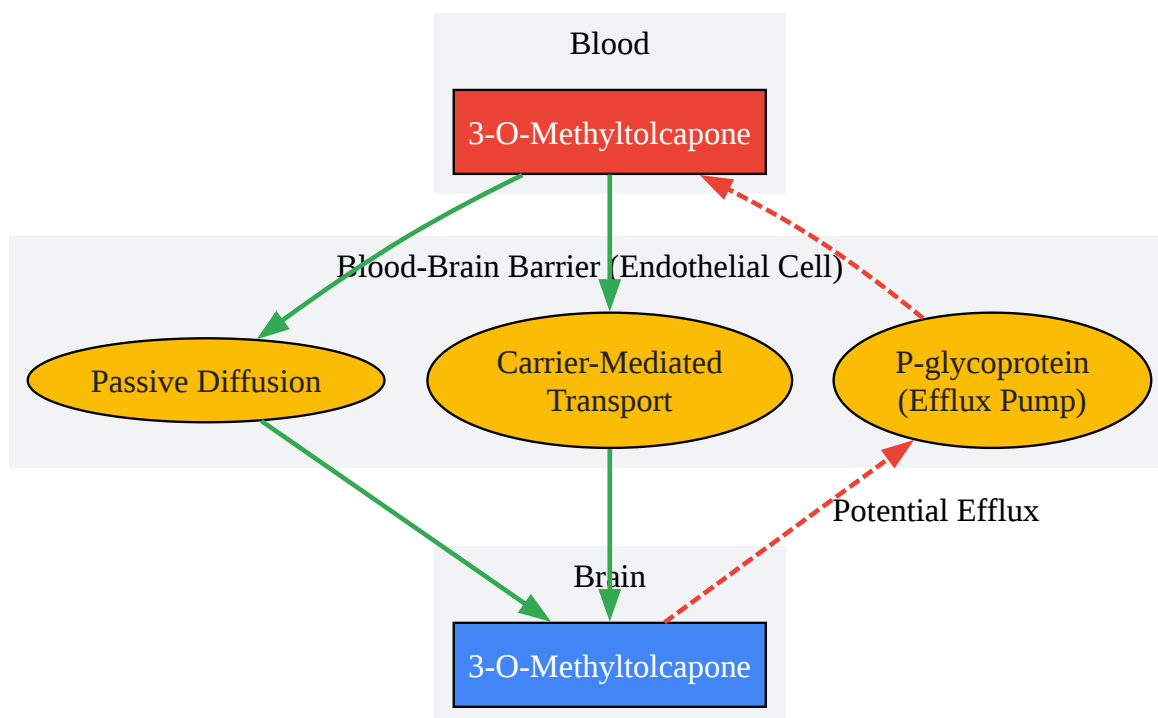 Blood
3-O-Methyltolcapone
Blood-Brain Barrier (Endothelial Cell)
Passive Diffusion
Carrier-Mediated
Transport
P-glycoprotein
(Efflux Pump)
Potential Efflux
Brain
3-O-Methyltolcapone